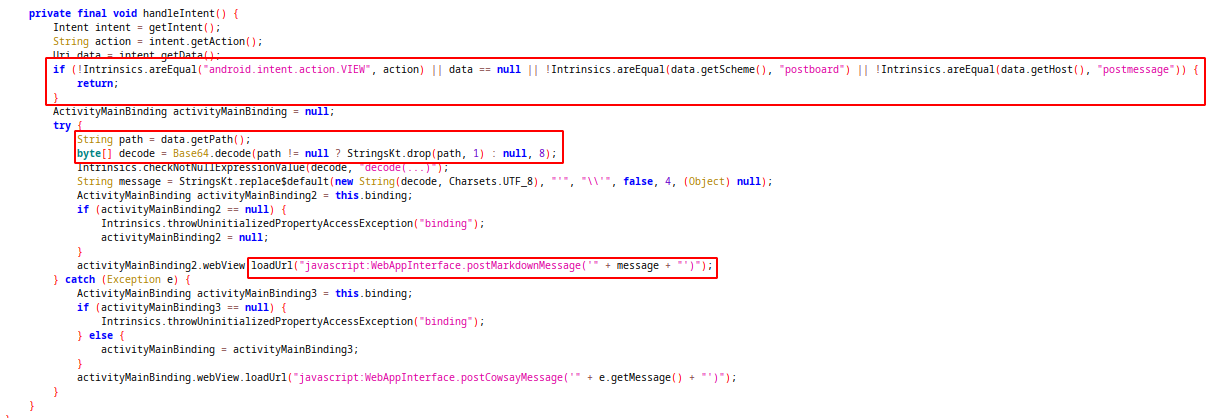 private final void handleIntent() {
Intent intent = getIntent();
String action = intent.getAction();
Uri data = intent.getData();
if (!Intrinsics.areEqual("android.intent.action.VIEW", action) || data == null || !Intrinsics.areEqual(data.getScheme(), "postboard") || !Intrinsics.areEqual(data.getHost(), "postmessage")) {
return;
}
ActivityMainBinding activityMainBinding = null;
try {
String path = data.getPath();
byte[] decode = Base64.decode(path != null ? StringsKt.drop(path, 1) : null, 8);
Intrinsics.checkNotNullExpressionValue(decode, "decode(...)");
String message = StringsKt.replace$default(new String(decode, Charsets.UTF_8), "'", "\\'", false, 4, (Object) null);
ActivityMainBinding activityMainBinding2 = this.binding;
if (activityMainBinding2 == null) {
Intrinsics.throwUninitializedPropertyAccessException("binding");
activityMainBinding2 = null;
}
activityMainBinding2.webView.loadUrl("javascript:WebAppInterface.postMarkdownMessage('" + message + "')");
} catch (Exception e) {
ActivityMainBinding activityMainBinding3 = this.binding;
if (activityMainBinding3 == null) {
Intrinsics.throwUninitializedPropertyAccessException("binding");
} else {
activityMainBinding = activityMainBinding3;
}
activityMainBinding.webView.loadUrl("javascript:WebAppInterface.postCowsayMessage('" + e.getMessage() + "')");
}
}